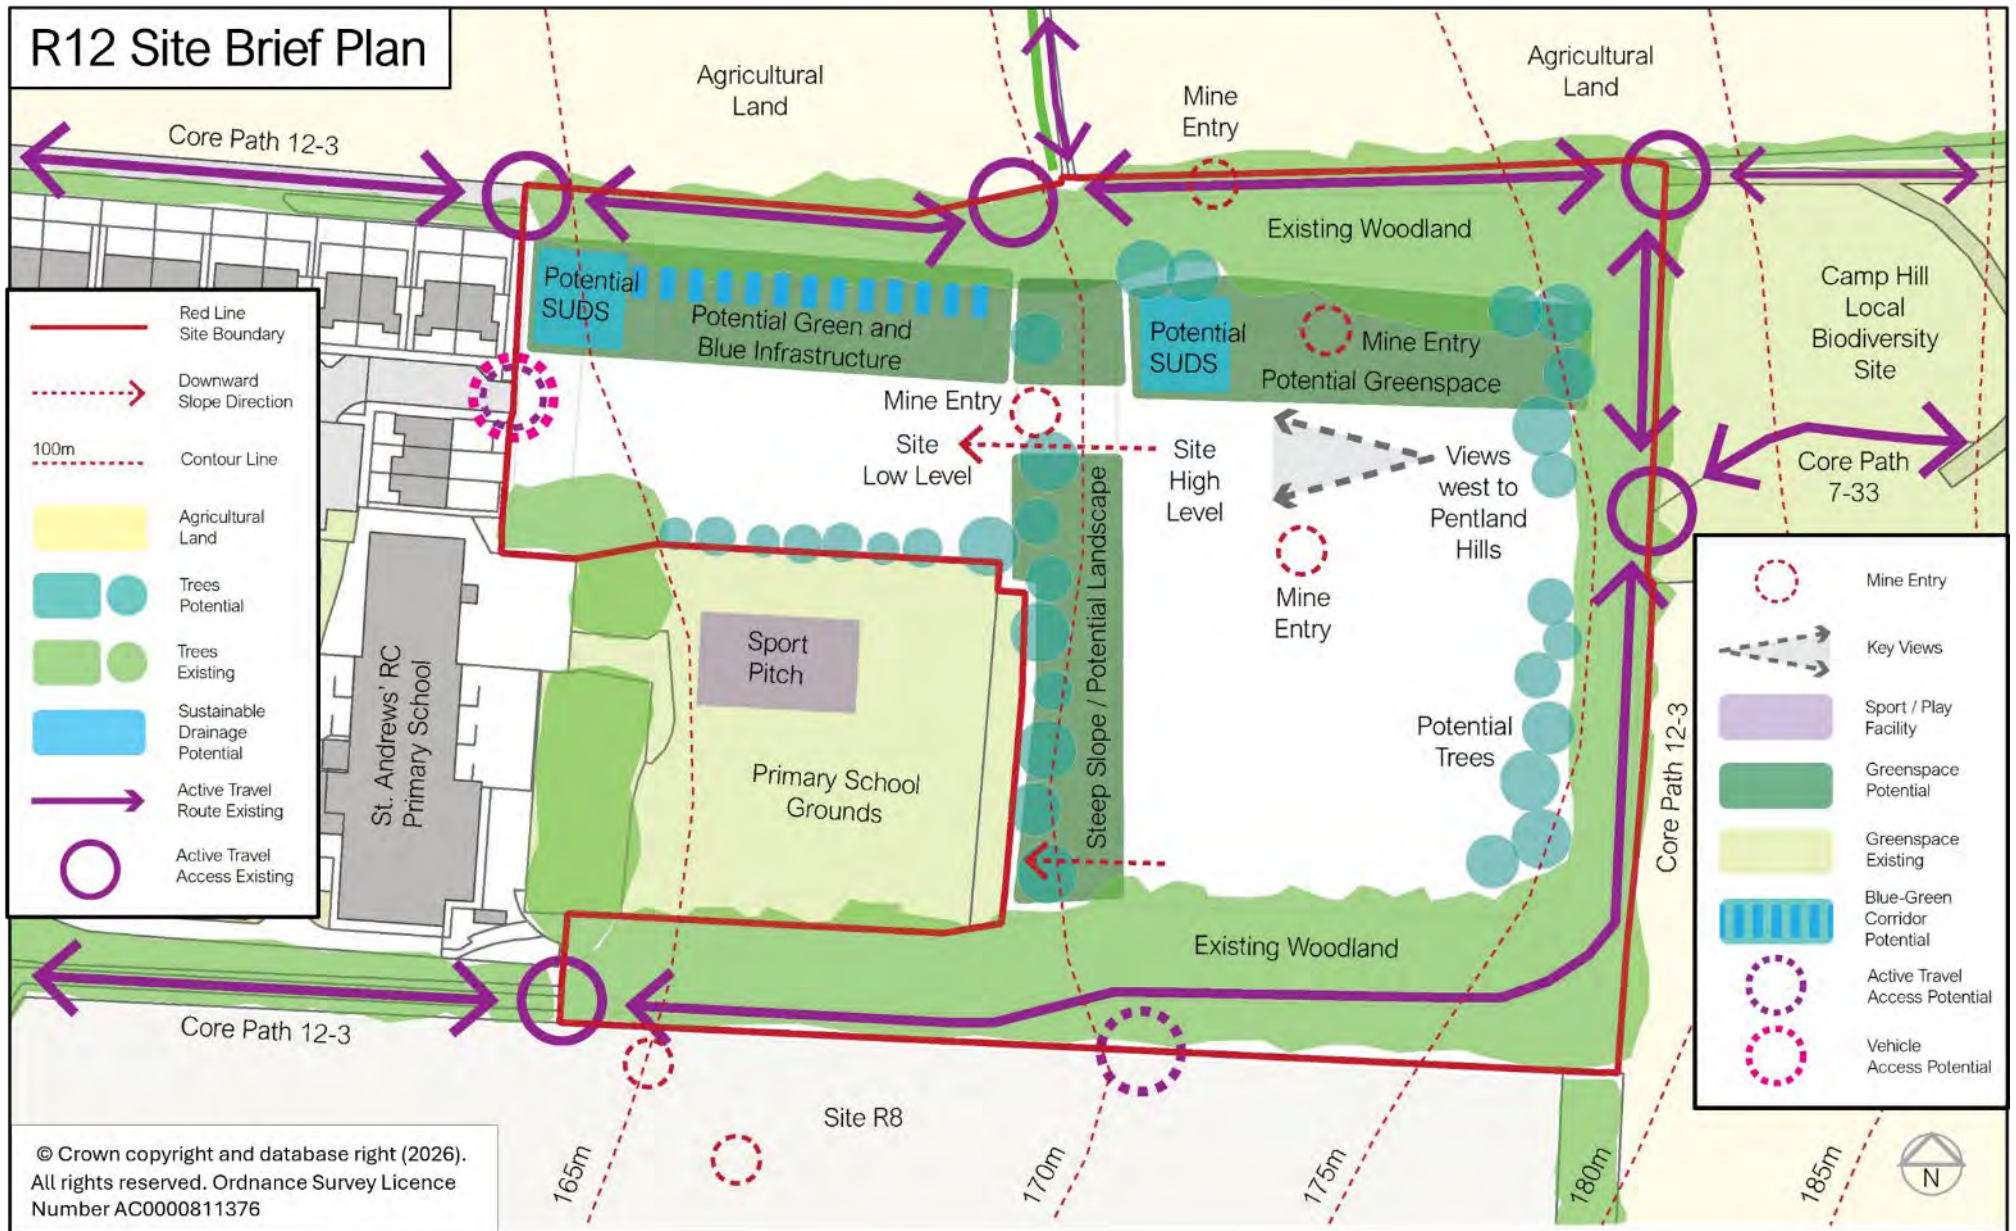 R12 Site Brief Plan
Agricultural
Land
Agricultural
Land
Mine
Entry
Core Path 12-3
Existing Woodland
Camp Hill
Local
Biodiversity
Site
Potential
SUDS
Potential Green and
Blue Infrastructure
Potential
SUDS
Mine Entry
Potential Greenspace
Mine Entry
Site
Low Level
Site
High
Level
Views
west to
Pentland
Hills
Core Path
7-33
Mine
Entry
Steep Slope / Potential Landscape
Sport
Pitch
St. Andrews' RC
Primary School
Primary School
Grounds
Potential
Trees
Core Path 12-3
Existing Woodland
Core Path 12-3
Site R8
165m
170m
175m
180m
185m
N
Red Line
Site Boundary
Downward
Slope Direction
100m
Contour Line
Agricultural
Land
Trees
Potential
Trees
Existing
Sustainable
Drainage
Potential
Active Travel
Route Existing
Active Travel
Access Existing
Mine Entry
Key Views
Sport / Play
Facility
Greenspace
Potential
Greenspace
Existing
Blue-Green
Corridor
Potential
Active Travel
Access Potential
Vehicle
Access Potential
© Crown copyright and database right (2026).
All rights reserved. Ordnance Survey Licence
Number AC0000811376